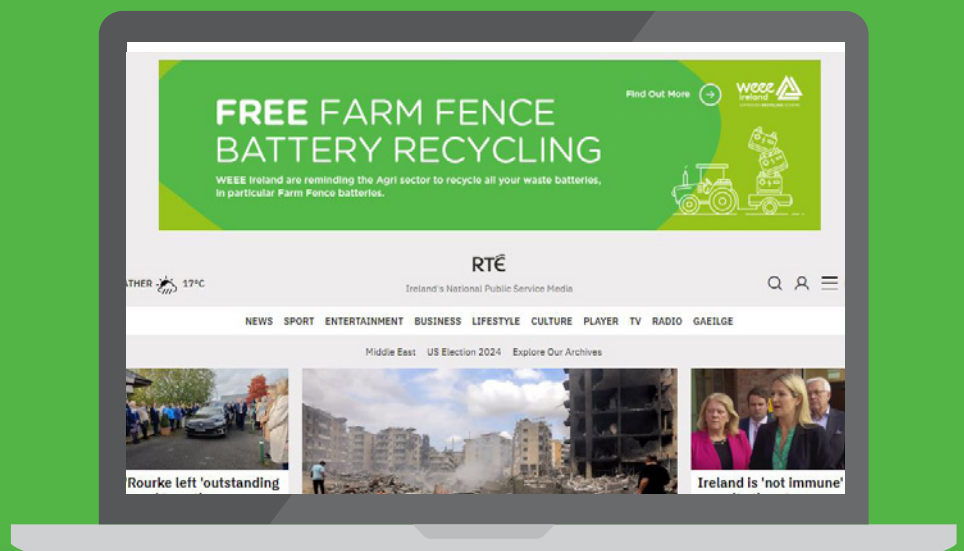 FREE FARM FENCE
BATTERY RECYCLING
WEEE Ireland are reminding the Agri sector to recycle all your waste batteries,
in particular Farm Fence batteries.
Find Out More
weee
ireland
RTÉ
Ireland's National Public Service Media
ATHER
17°C
NEWS SPORT ENTERTAINMENT BUSINESS LIFESTYLE CULTURE PLAYER TV RADIO GAEILGE
Middle East US Election 2024 Explore Our Archives
'Rourke left 'outstanding
Ireland is 'not immune'